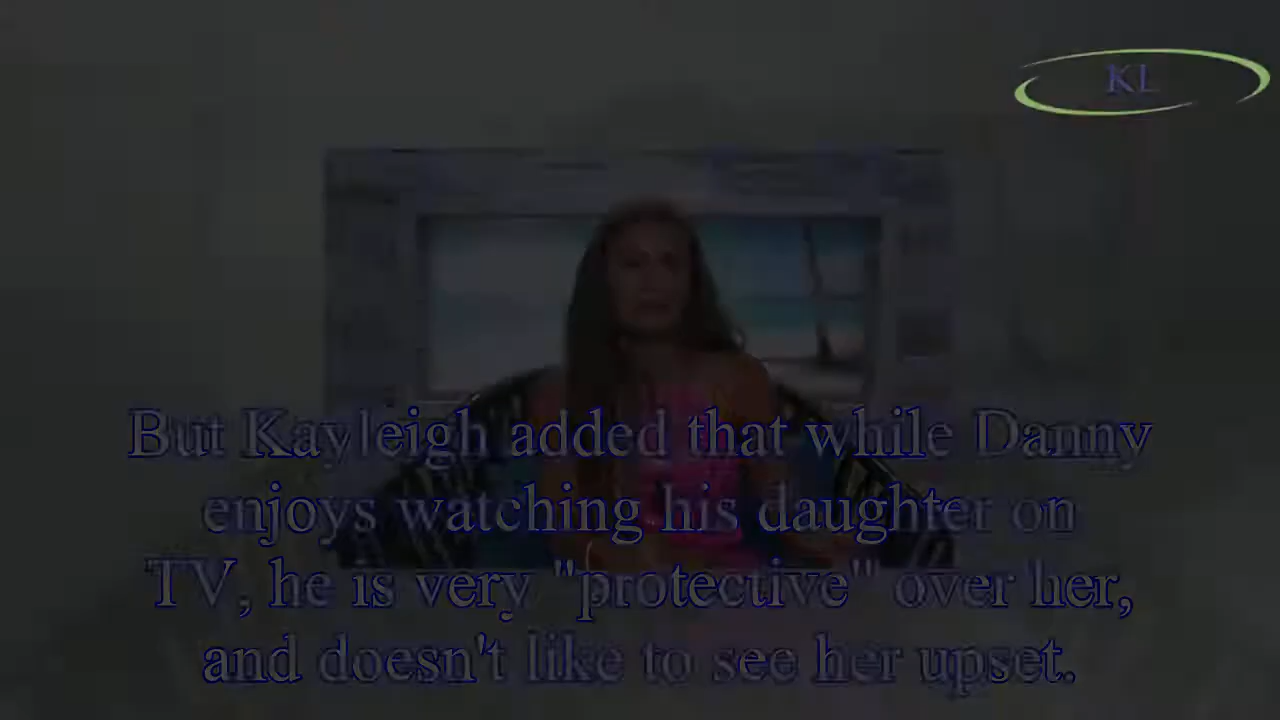 KL
But Kayleigh added that while Danny
enjoys watching his daughter on
TV, he is very "protective" over her,
and doesn't like to see her upset.